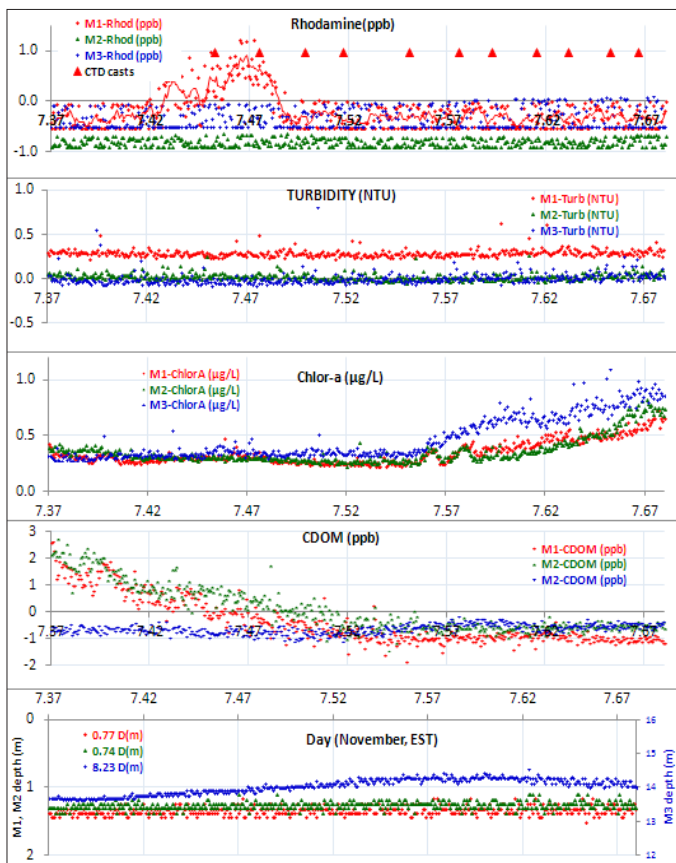 Rhodamine(ppb)
M1-Rhod (ppb)
M2-Rhod (ppb)
M3-Rhod (ppb)
CTD casts
1.0
0.0
-1.0
7.37 7.42 7.47 7.52 7.57 7.62 7.67
TURBIDITY (NTU)
M1-Turb (NTU)
M2-Turb (NTU)
M3-Turb (NTU)
1.0
0.5
0.0
-0.5
7.37 7.42 7.47 7.52 7.57 7.62 7.67
Chlor-a (µg/L)
M1-ChlorA (µg/L)
M2-ChlorA (µg/L)
M3-ChlorA (µg/L)
1.0
0.5
0.0
7.37 7.42 7.47 7.52 7.57 7.62 7.67
CDOM (ppb)
M1-CDOM (ppb)
M2-CDOM (ppb)
M2-CDOM (ppb)
3
2
1
0
-1
-2
7.37 7.42 7.47 7.52 7.57 7.62 7.67
7.37 7.42 7.47 7.52 7.57 7.62 7.67
Day (November, EST)
0.77 D(m)
0.74 D(m)
8.23 D(m)
M1, M2 depth (m)
0
1
2
M3 depth (m)
16
15
14
13
12